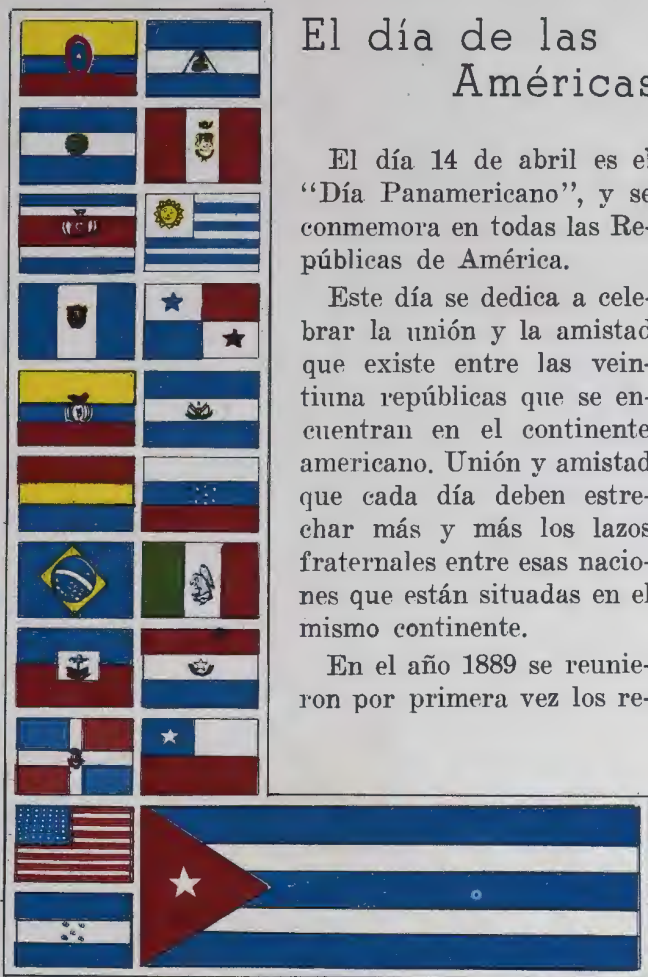 El día de las
Américas
El día 14 de abril es el
“Día Panamericano”, y se
conmemora en todas las Re-
públicas de América.
Este día se dedica a cele-
brar la unión y la amistad
que existe entre las vein-
tiuna repúblicas que se en-
cuentran en el continente
americano. Unión y amistad
que cada día deben estre-
char más y más los lazos
fraternales entre esas nacio-
nes que están situadas en el
mismo continente.
En el año 1889 se reunie-
ron por primera vez los re-